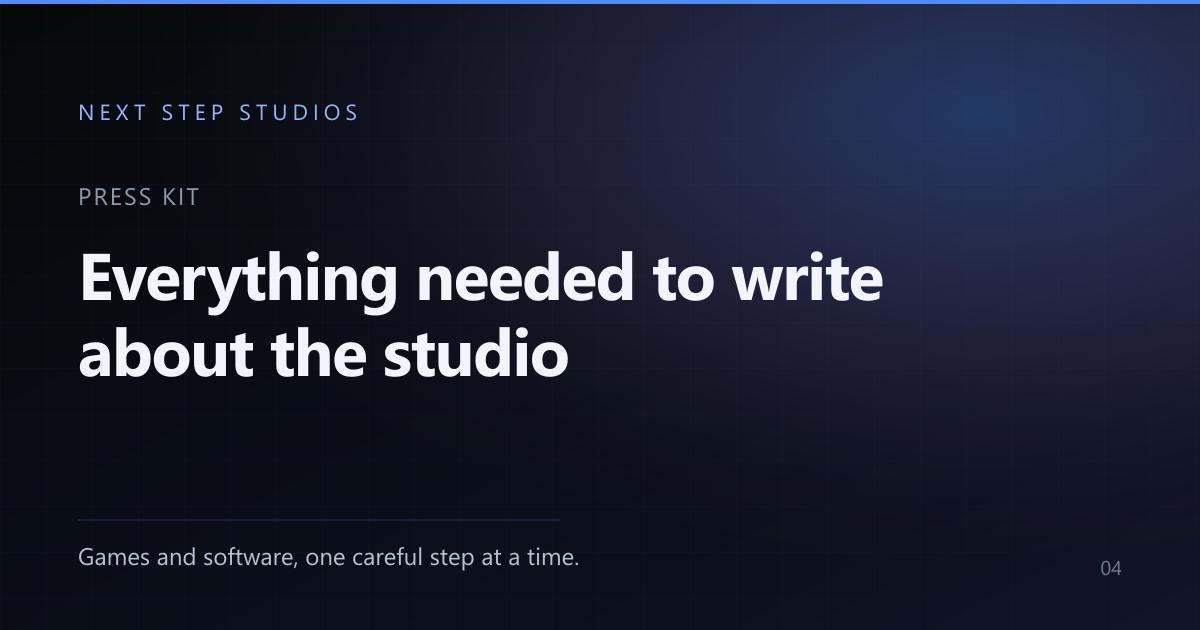 NEXT STEP STUDIOS
PRESS KIT
Everything needed to write
about the studio
Games and software, one careful step at a time.
04